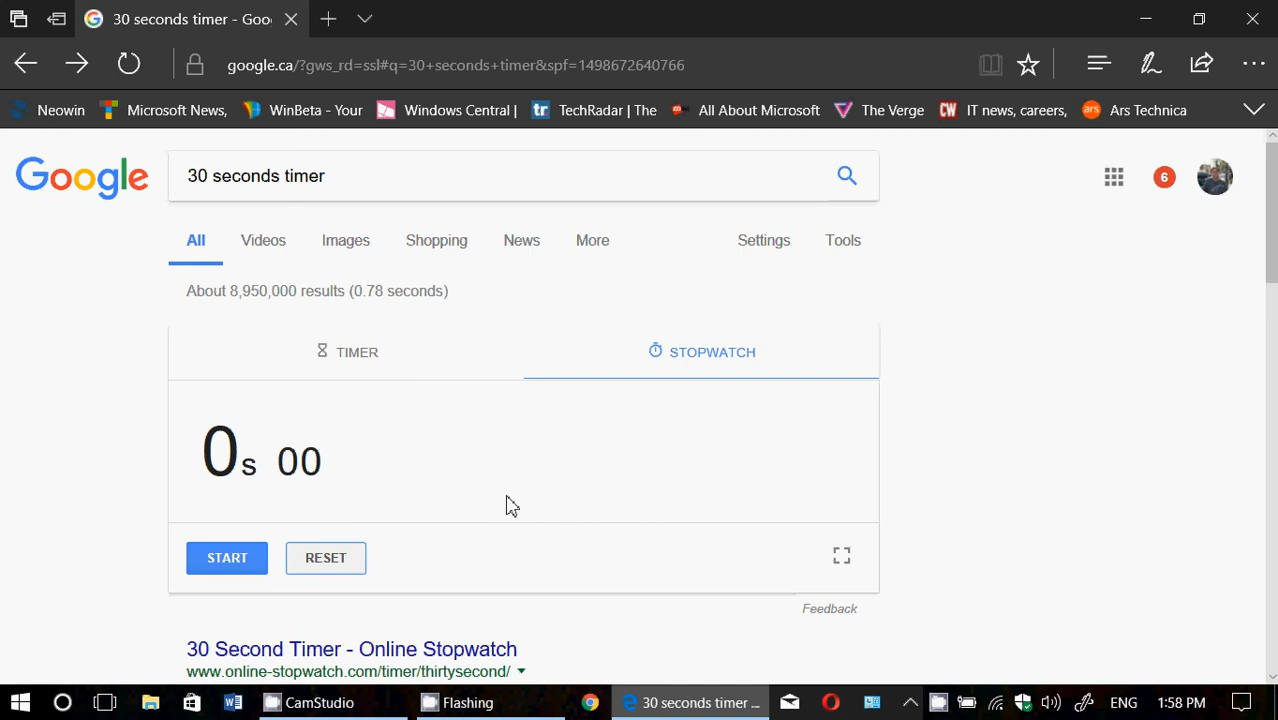 30 seconds timer - Goo
google.ca/?gws_rd=ssl#q=30+seconds+timer&spf=1498672640766
Neowin Microsoft News, WinBeta - Your Windows Central | TechRadar | The All About Microsoft The Verge IT news, careers, Ars Technica
Google 30 seconds timer 6
All Videos Images Shopping News More Settings Tools
About 8,950,000 results (0.78 seconds)
TIMER STOPWATCH
0s 00
START RESET
Feedback
30 Second Timer - Online Stopwatch
www.online-stopwatch.com/timer/thirtysecond/
CamStudio Flashing 30 seconds timer ... ENG 1:58 PM